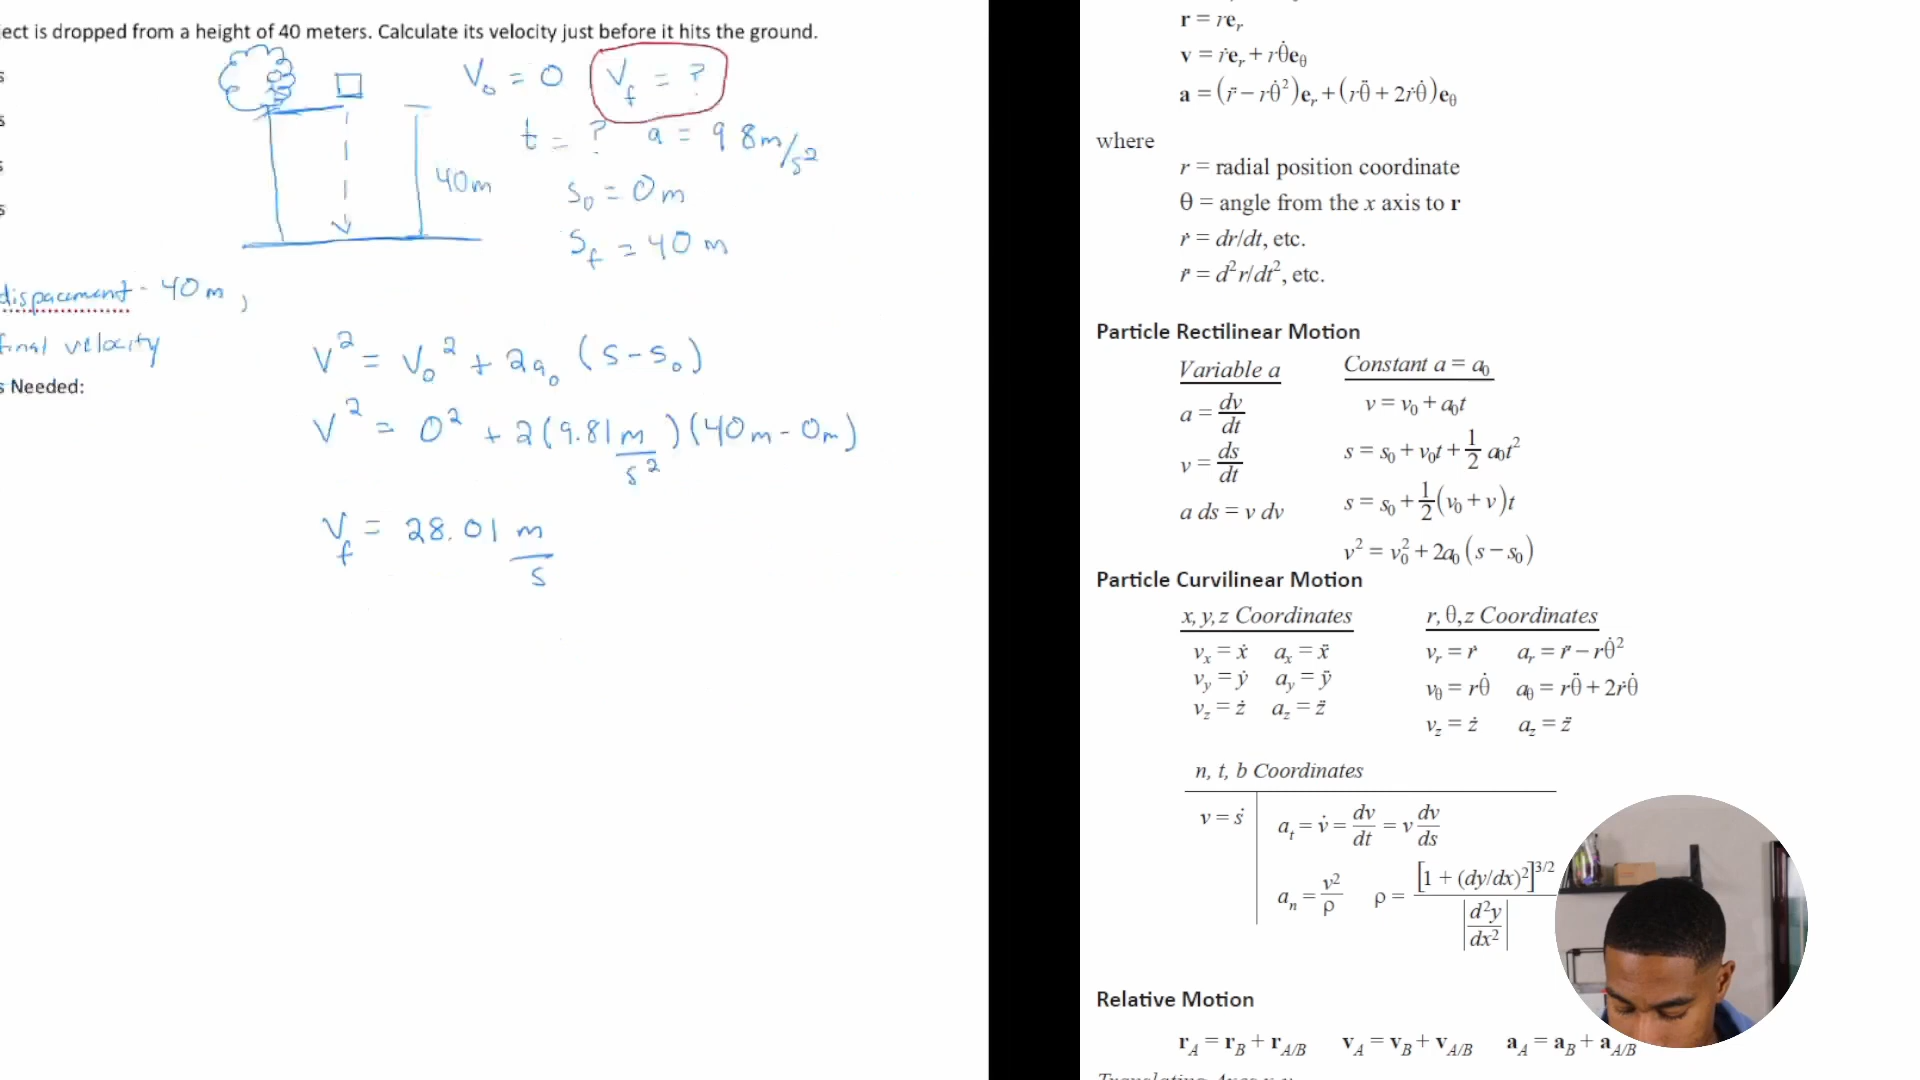 ect is dropped from a height of 40 meters. Calculate its velocity just before it hits the ground.
V₀ = 0 V_f = ?
t = ? a = 9 8 m/s²
40m
S₀ = 0 m
S_f = 40 m
dispacement - 40 m,
final velocity
s Needed:
V² = V₀² + 2a₀ (S-S₀)
V² = 0² + 2(9.81 m/s²)(40m - 0m)
V_f = 28.01 m/s
r = re_r
v = ṙe_r + rθ̇e_θ
a = (r̈ − rθ̇²)e_r + (rθ̈ + 2ṙθ̇)e_θ
where
r = radial position coordinate
θ = angle from the x axis to r
ṙ = dr/dt, etc.
r̈ = d²r/dt², etc.
Particle Rectilinear Motion
Variable a Constant a = a₀
a = dv/dt v = v₀ + a₀t
v = ds/dt s = s₀ + v₀t + 1/2 a₀t²
a ds = v dv s = s₀ + 1/2(v₀ + v)t
v² = v₀² + 2a₀(s − s₀)
Particle Curvilinear Motion
x, y, z Coordinates r, θ, z Coordinates
v_x = ẋ a_x = ẍ v_r = ṙ a_r = r̈ − rθ̇²
v_y = ẏ a_y = ÿ v_θ = rθ̇ a_θ = rθ̈ + 2ṙθ̇
v_z = ż a_z = z̈ v_z = ż a_z = z̈
n, t, b Coordinates
v = ṡ a_t = v̇ = dv/dt = v dv/ds
a_n = v²/ρ ρ = [1 + (dy/dx)²]^3/2 / |d²y/dx²|
Relative Motion
r_A = r_B + r_A/B v_A = v_B + v_A/B a_A = a_B + a_A/B